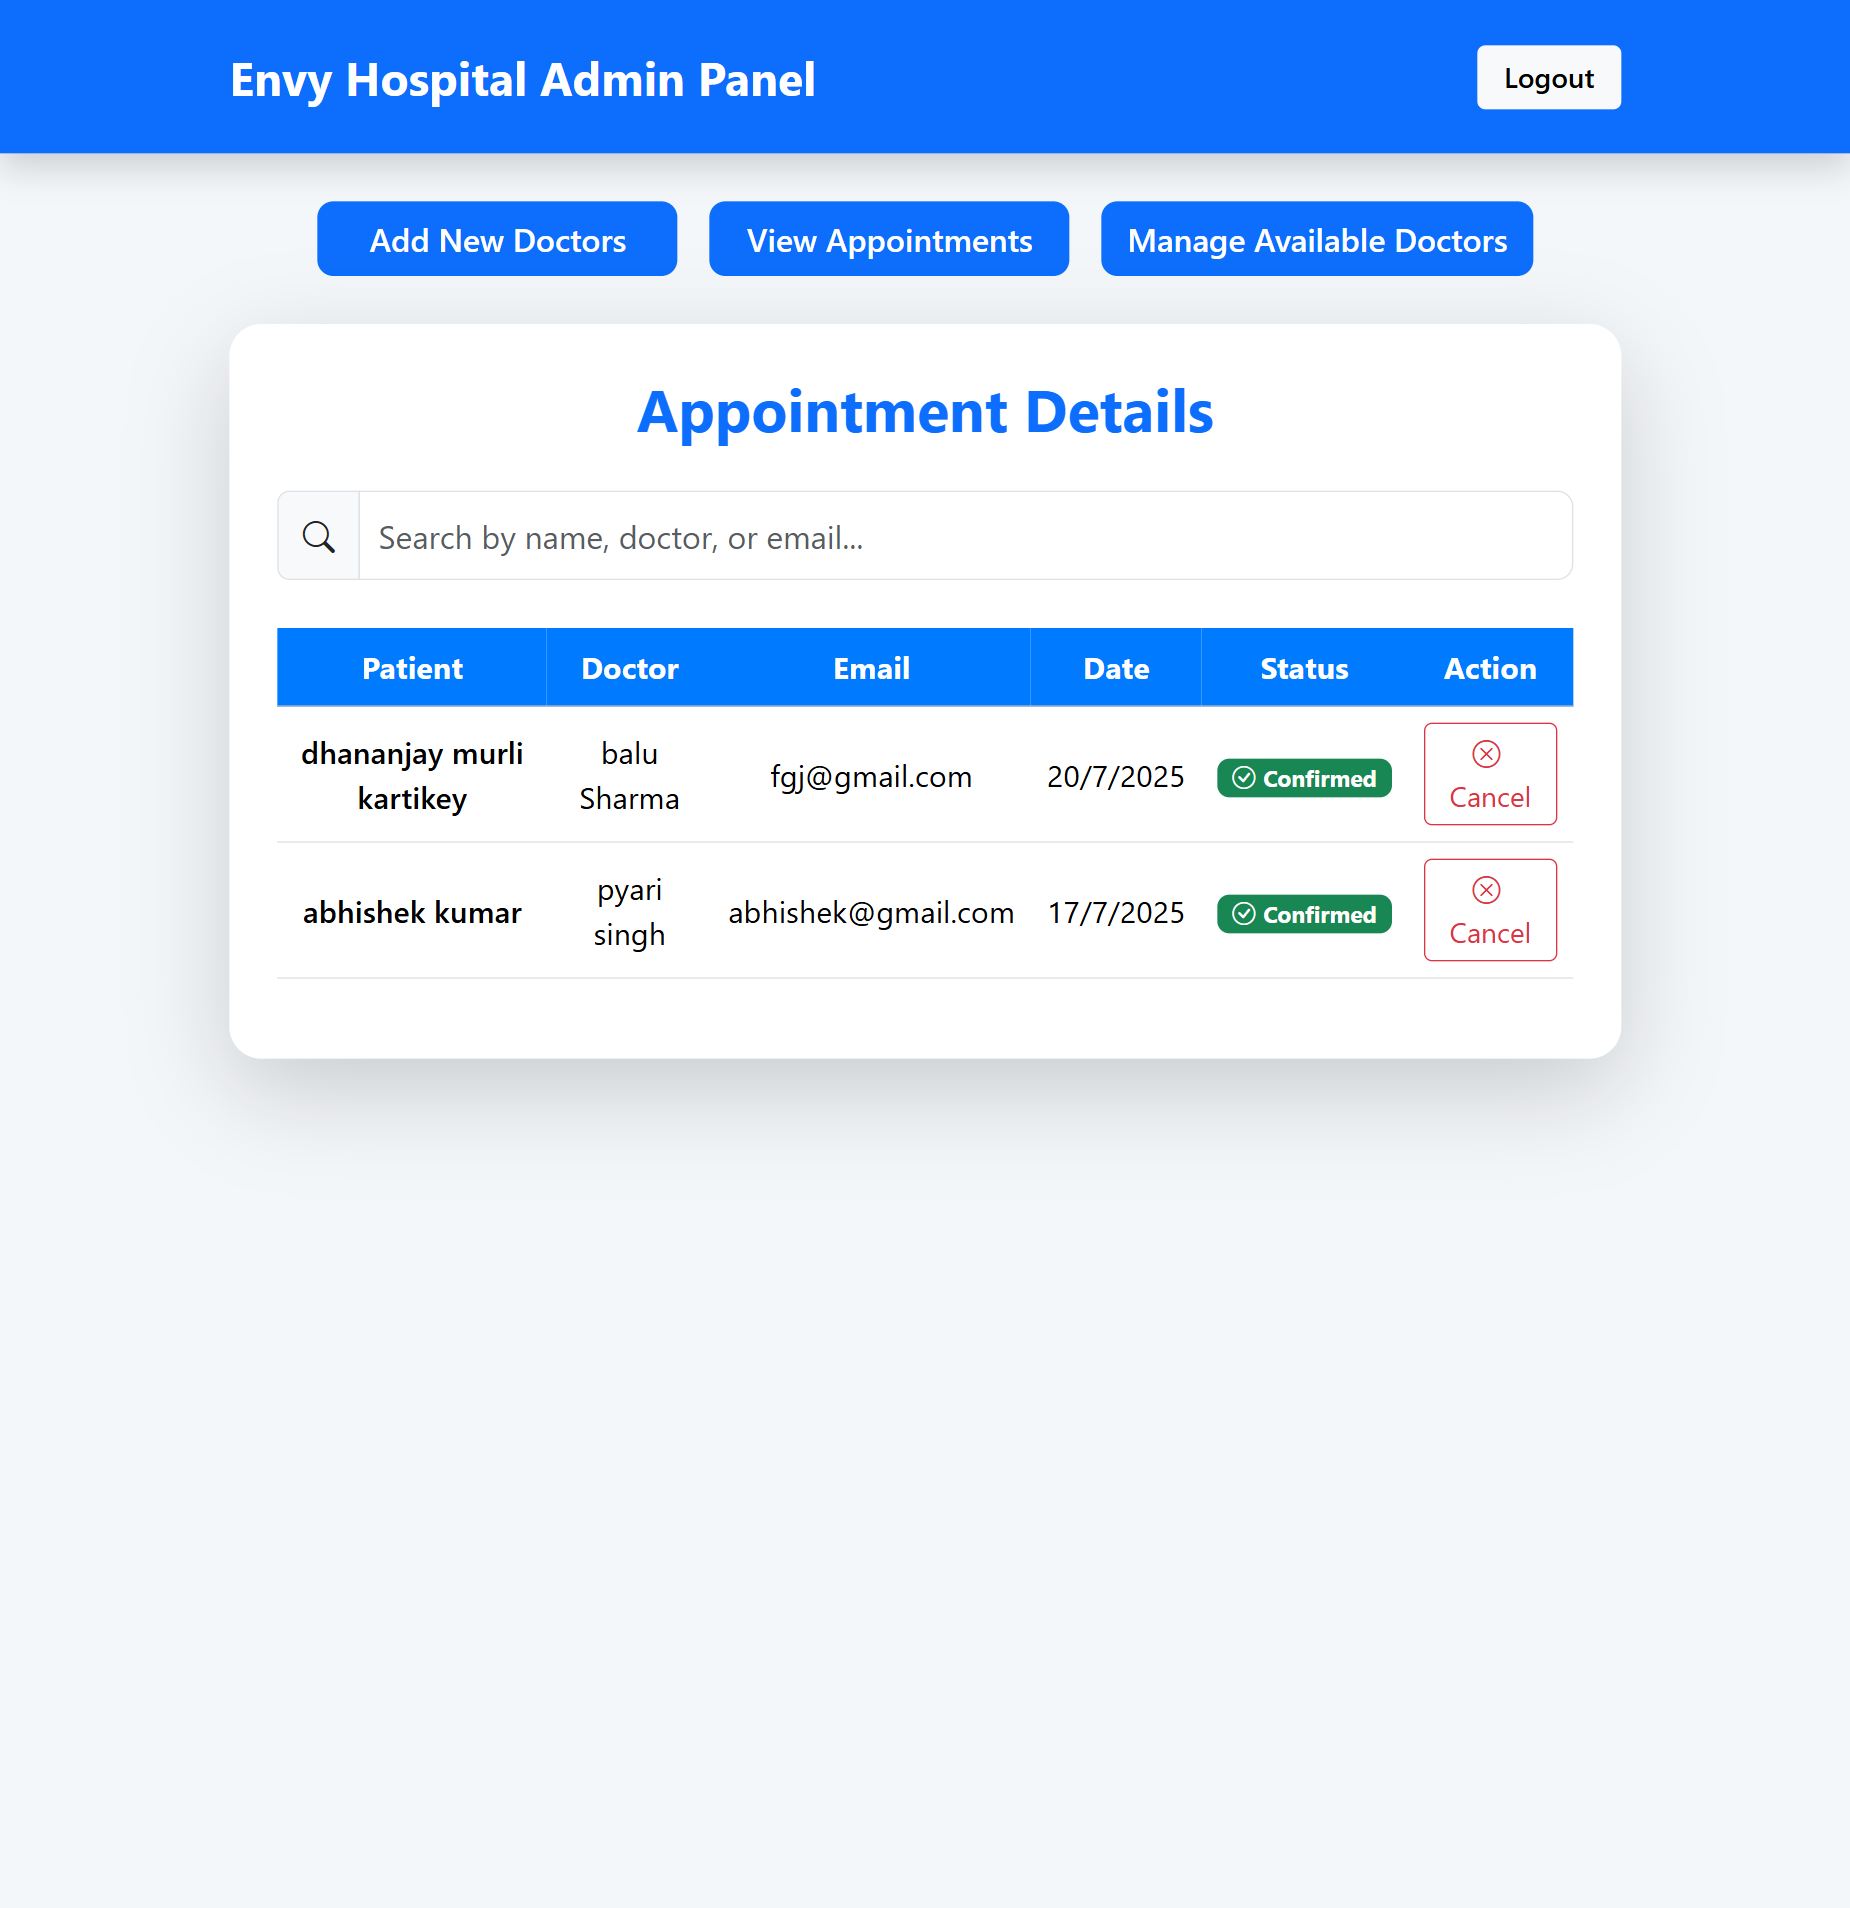 Envy Hospital Admin Panel
Logout
Add New Doctors
View Appointments
Manage Available Doctors
Appointment Details
Search by name, doctor, or email...
Patient Doctor Email Date Status Action
dhananjay murli
kartikey
balu
Sharma
fgj@gmail.com
20/7/2025
Confirmed
Cancel
abhishek kumar
pyari
singh
abhishek@gmail.com
17/7/2025
Confirmed
Cancel